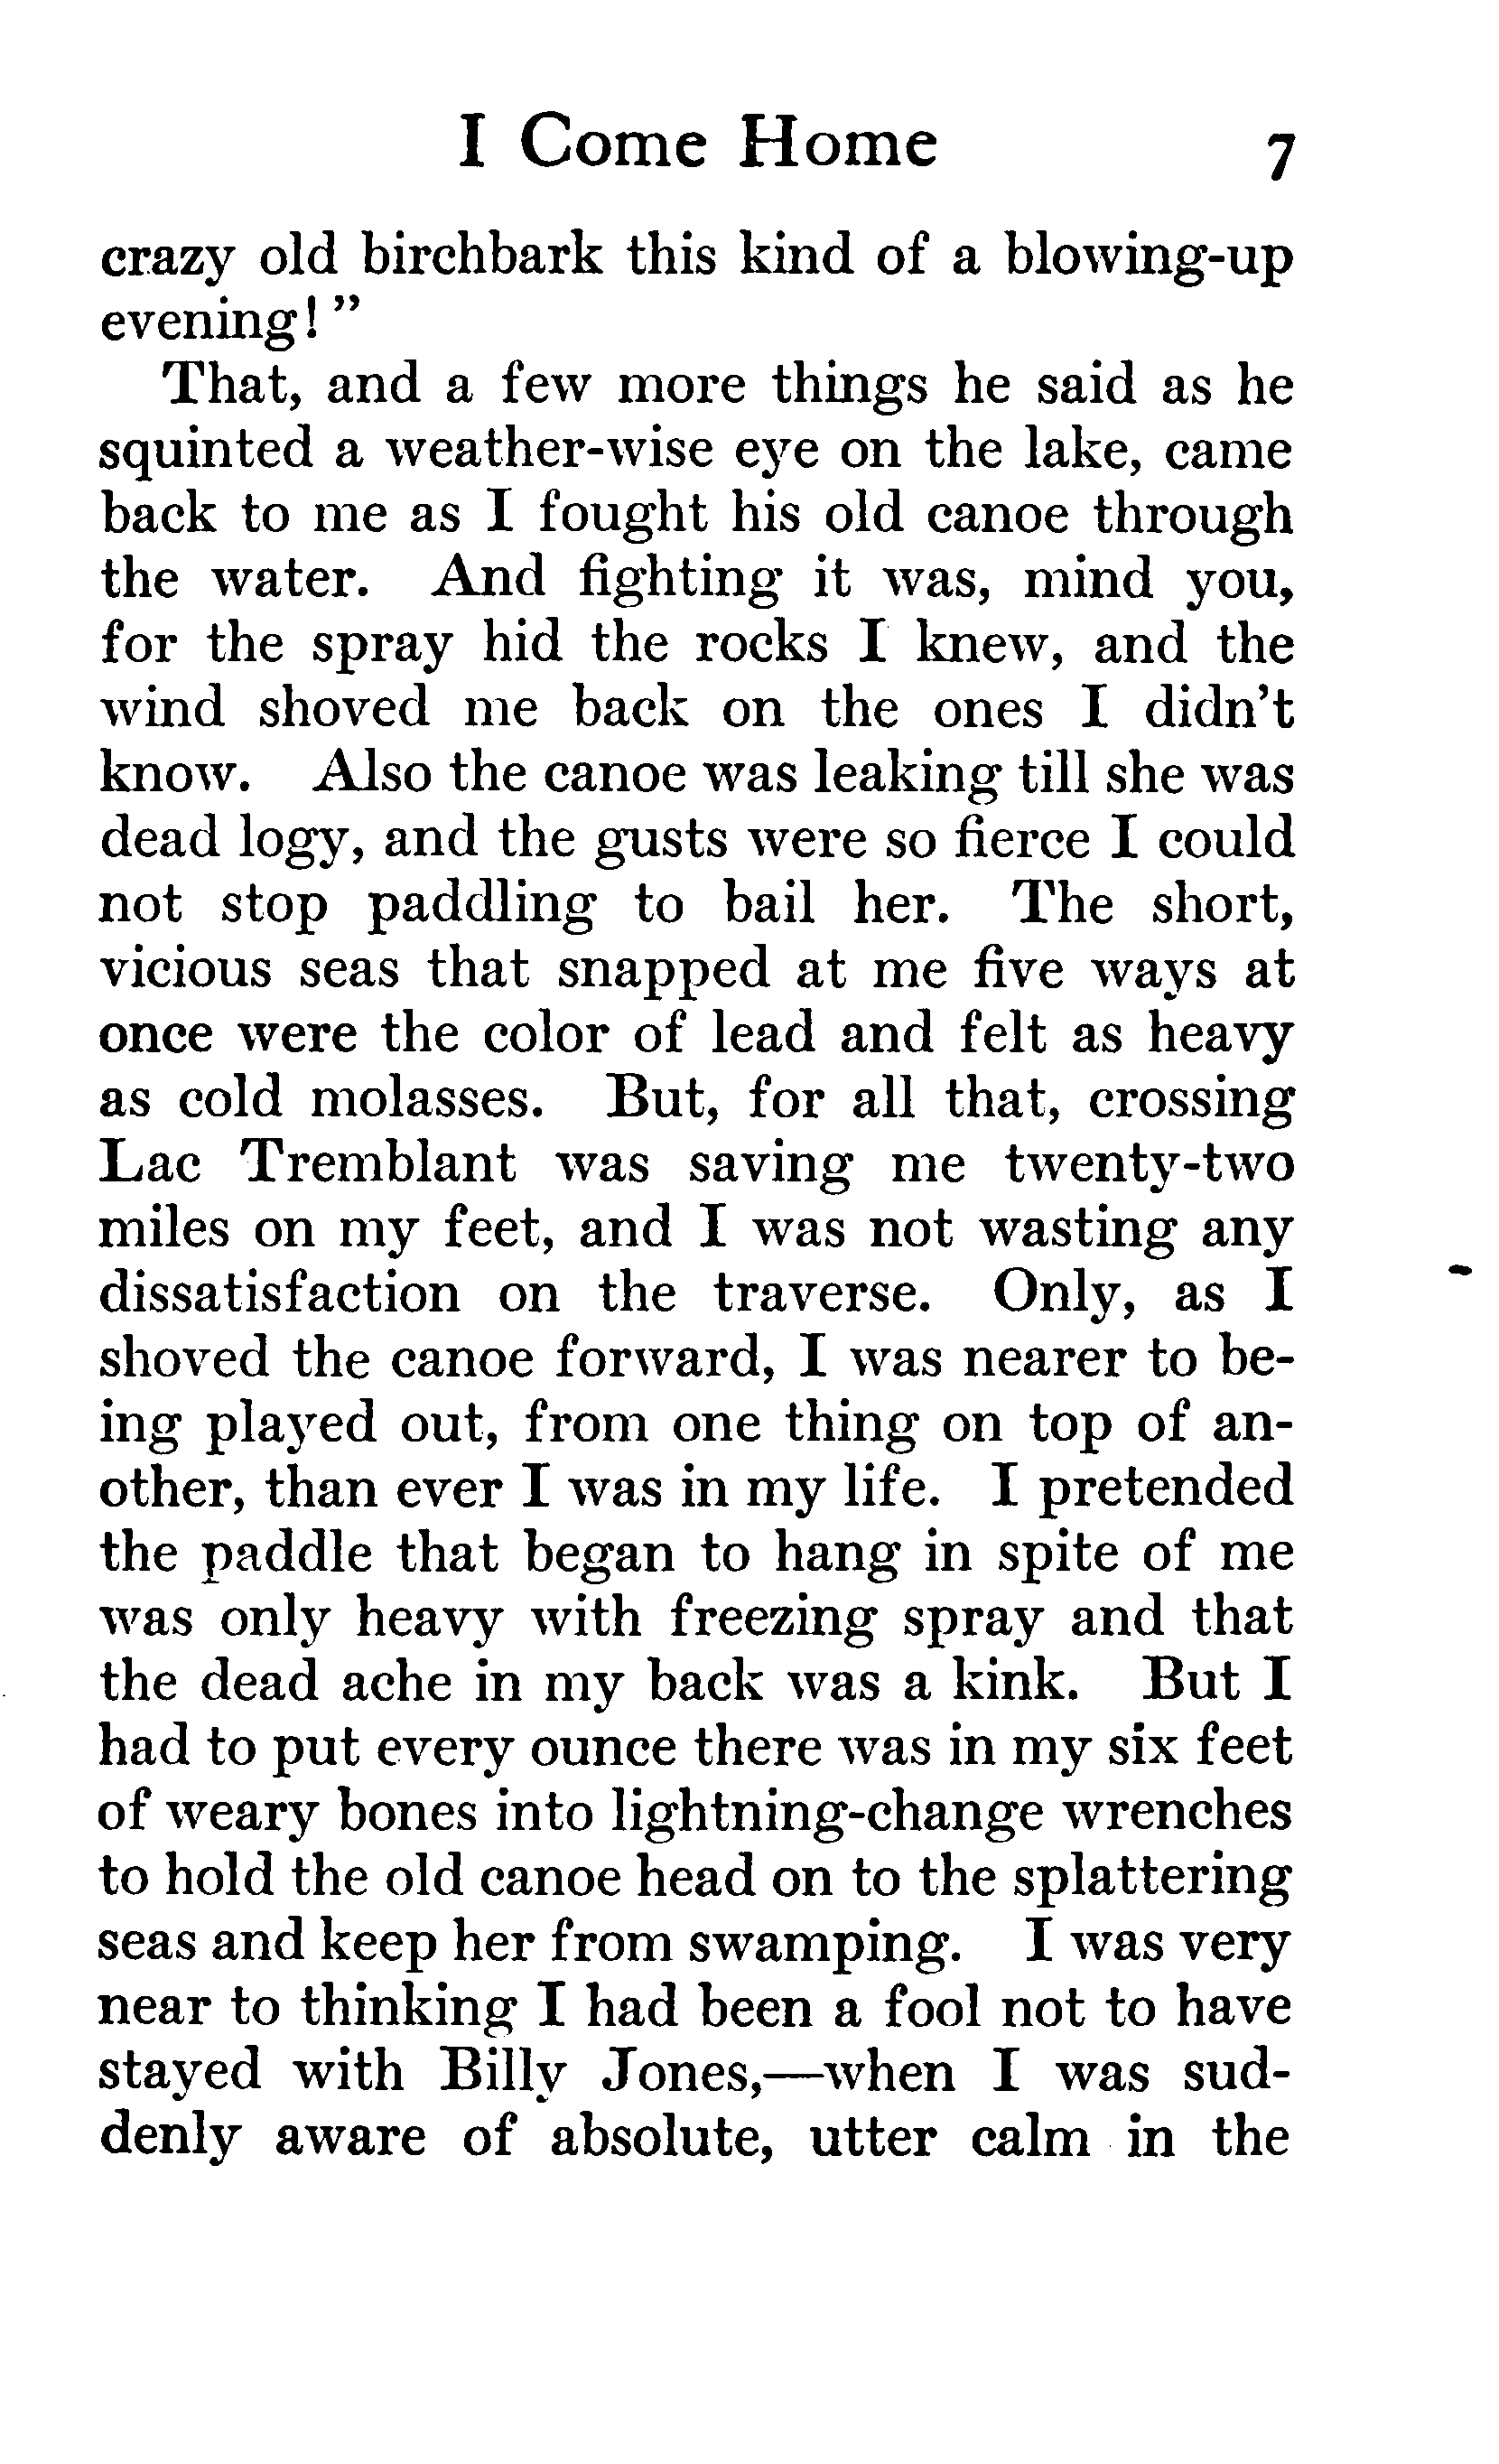 I Come Home 7
crazy old birchbark this kind of a blowing-up
evening!"
That, and a few more things he said as he
squinted a weather-wise eye on the lake, came
back to me as I fought his old canoe through
the water. And fighting it was, mind you,
for the spray hid the rocks I knew, and the
wind shoved me back on the ones I didn't
know. Also the canoe was leaking till she was
dead logy, and the gusts were so fierce I could
not stop paddling to bail her. The short,
vicious seas that snapped at me five ways at
once were the color of lead and felt as heavy
as cold molasses. But, for all that, crossing
Lac Tremblant was saving me twenty-two
miles on my feet, and I was not wasting any
dissatisfaction on the traverse. Only, as I
shoved the canoe forward, I was nearer to be-
ing played out, from one thing on top of an-
other, than ever I was in my life. I pretended
the paddle that began to hang in spite of me
was only heavy with freezing spray and that
the dead ache in my back was a kink. But I
had to put every ounce there was in my six feet
of weary bones into lightning-change wrenches
to hold the old canoe head on to the splattering
seas and keep her from swamping. I was very
near to thinking I had been a fool not to have
stayed with Billy Jones,—when I was sud-
denly aware of absolute, utter calm in the